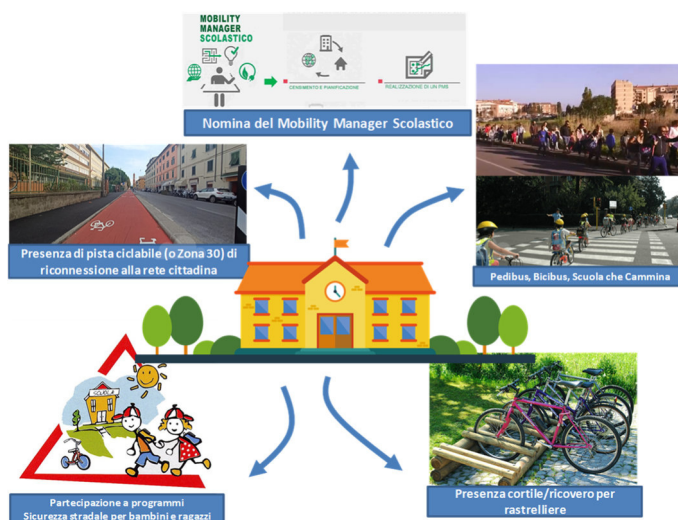 MOBILITY
MANAGER
SCOLASTICO
CENSIMENTO E PIANIFICAZIONE
REALIZZAZIONE DI UN PMS
Nomina del Mobility Manager Scolastico
Presenza di pista ciclabile (o Zona 30) di
riconnessione alla rete cittadina
Pedibus, Bicibus, Scuola che Cammina
SCUOLA
Partecipazione a programmi
Sicurezza stradale per bambini e ragazzi
Presenza cortile/ricovero per
rastrelliere